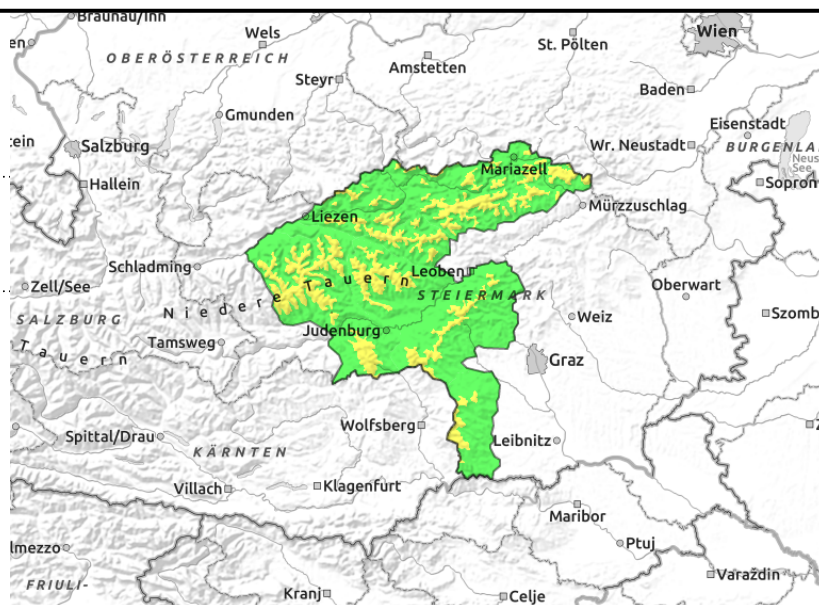 Braunau/Inn
Wels
Wien
St. Pölten
OBERÖSTERREICH
Amstetten
Steyr
Baden
Gmunden
Eisenstadt
Salzburg
Wr. Neustadt
BURGENLA
Neus
See
Mariazell
Hallein
Sopron
Liezen
Mürzzuschlag
Schladming
Leoben
Zell/See
Niedere Tauern
STEIERMARK
Oberwart
SALZBURG
Weiz
Szomb
Judenburg
Tamsweg
Tauern
Graz
Wolfsberg
Leibnitz
Spittal/Drau
KÄRNTEN
Villach
Klagenfurt
Maribor
Ptuj
lmezzo
Varaždin
FRIULI-
Kranj
Celje